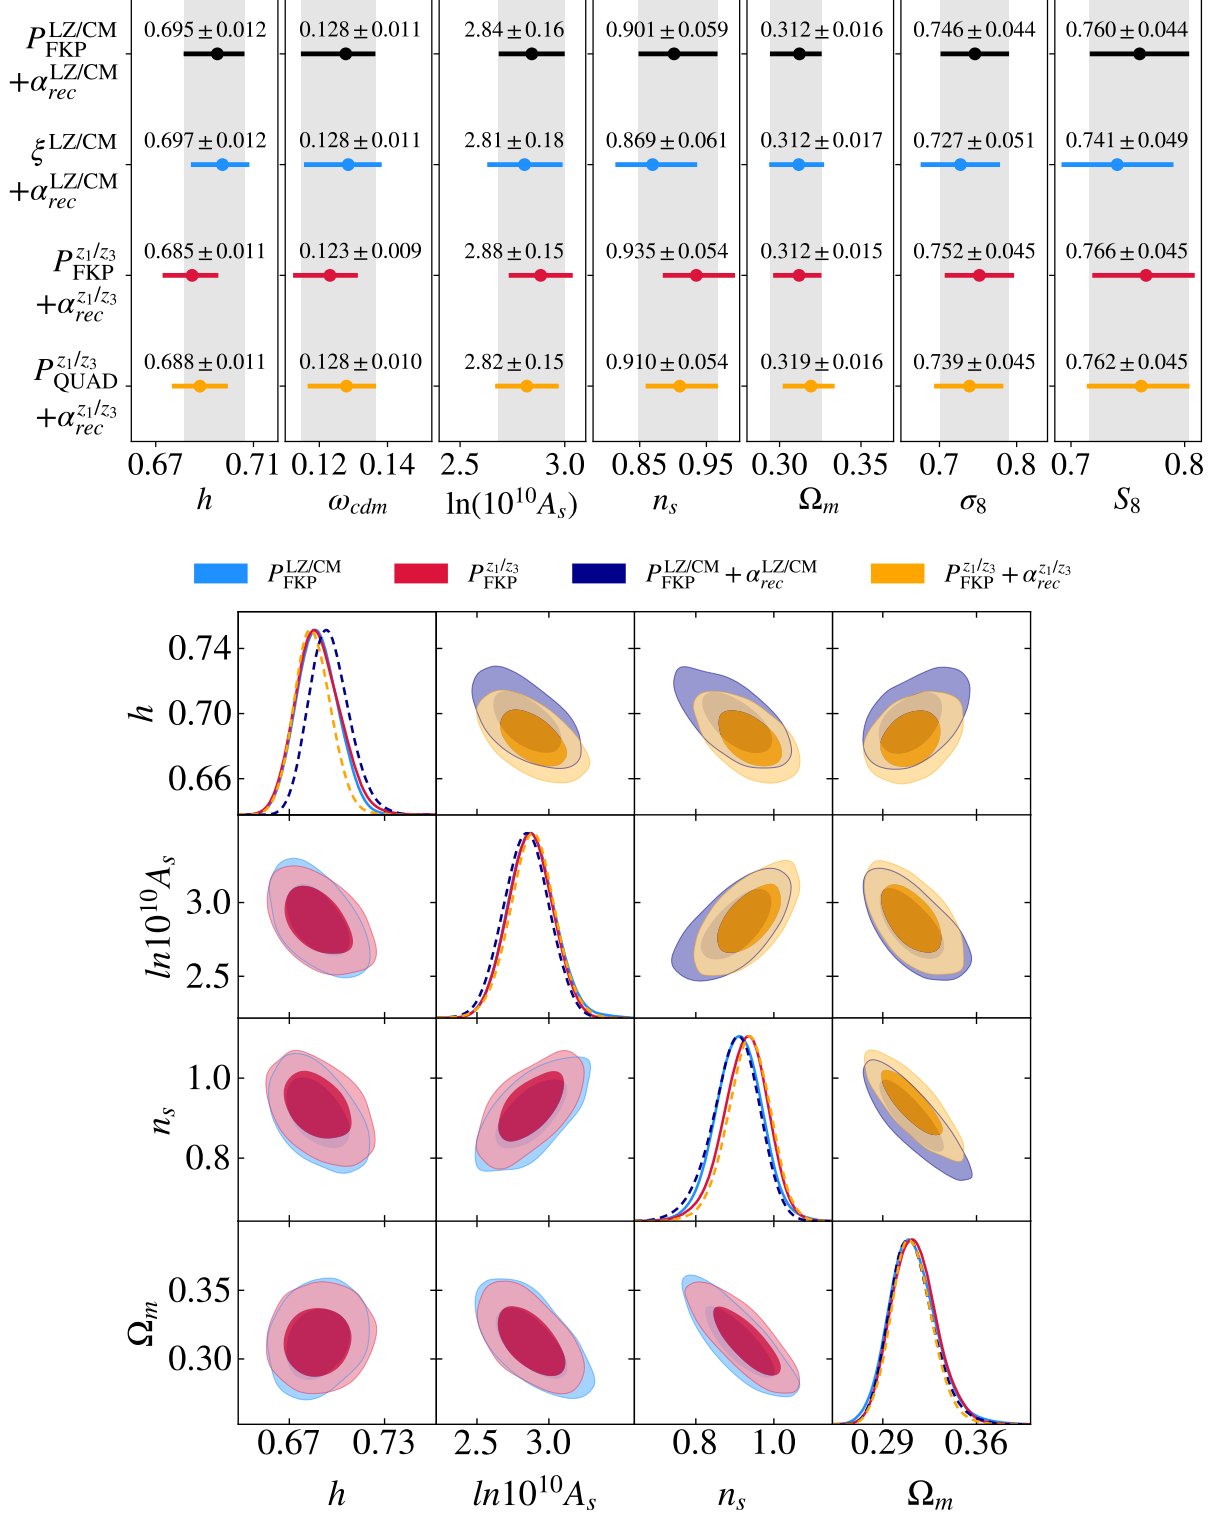 P_FKP^LZ/CM +α_rec^LZ/CM 0.695±0.012 0.128±0.011 2.84±0.16 0.901±0.059 0.312±0.016 0.746±0.044 0.760±0.044
ξ^LZ/CM +α_rec^LZ/CM 0.697±0.012 0.128±0.011 2.81±0.18 0.869±0.061 0.312±0.017 0.727±0.051 0.741±0.049
P_FKP^z₁/z₃ +α_rec^z₁/z₃ 0.685±0.011 0.123±0.009 2.88±0.15 0.935±0.054 0.312±0.015 0.752±0.045 0.766±0.045
P_QUAD^z₁/z₃ +α_rec^z₁/z₃ 0.688±0.011 0.128±0.010 2.82±0.15 0.910±0.054 0.319±0.016 0.739±0.045 0.762±0.045
0.67 0.71 0.12 0.14 2.5 3.0 0.85 0.95 0.30 0.35 0.7 0.8 0.7 0.8
h ω_cdm ln(10¹⁰A_s) n_s Ω_m σ₈ S₈
P_FKP^LZ/CM P_FKP^z₁/z₃ P_FKP^LZ/CM + α_rec^LZ/CM P_FKP^z₁/z₃ + α_rec^z₁/z₃
0.74
h 0.70
0.66
ln10¹⁰A_s 3.0
2.5
n_s 1.0
0.8
Ω_m 0.35
0.30
0.67 0.73 2.5 3.0 0.8 1.0 0.29 0.36
h ln10¹⁰A_s n_s Ω_m